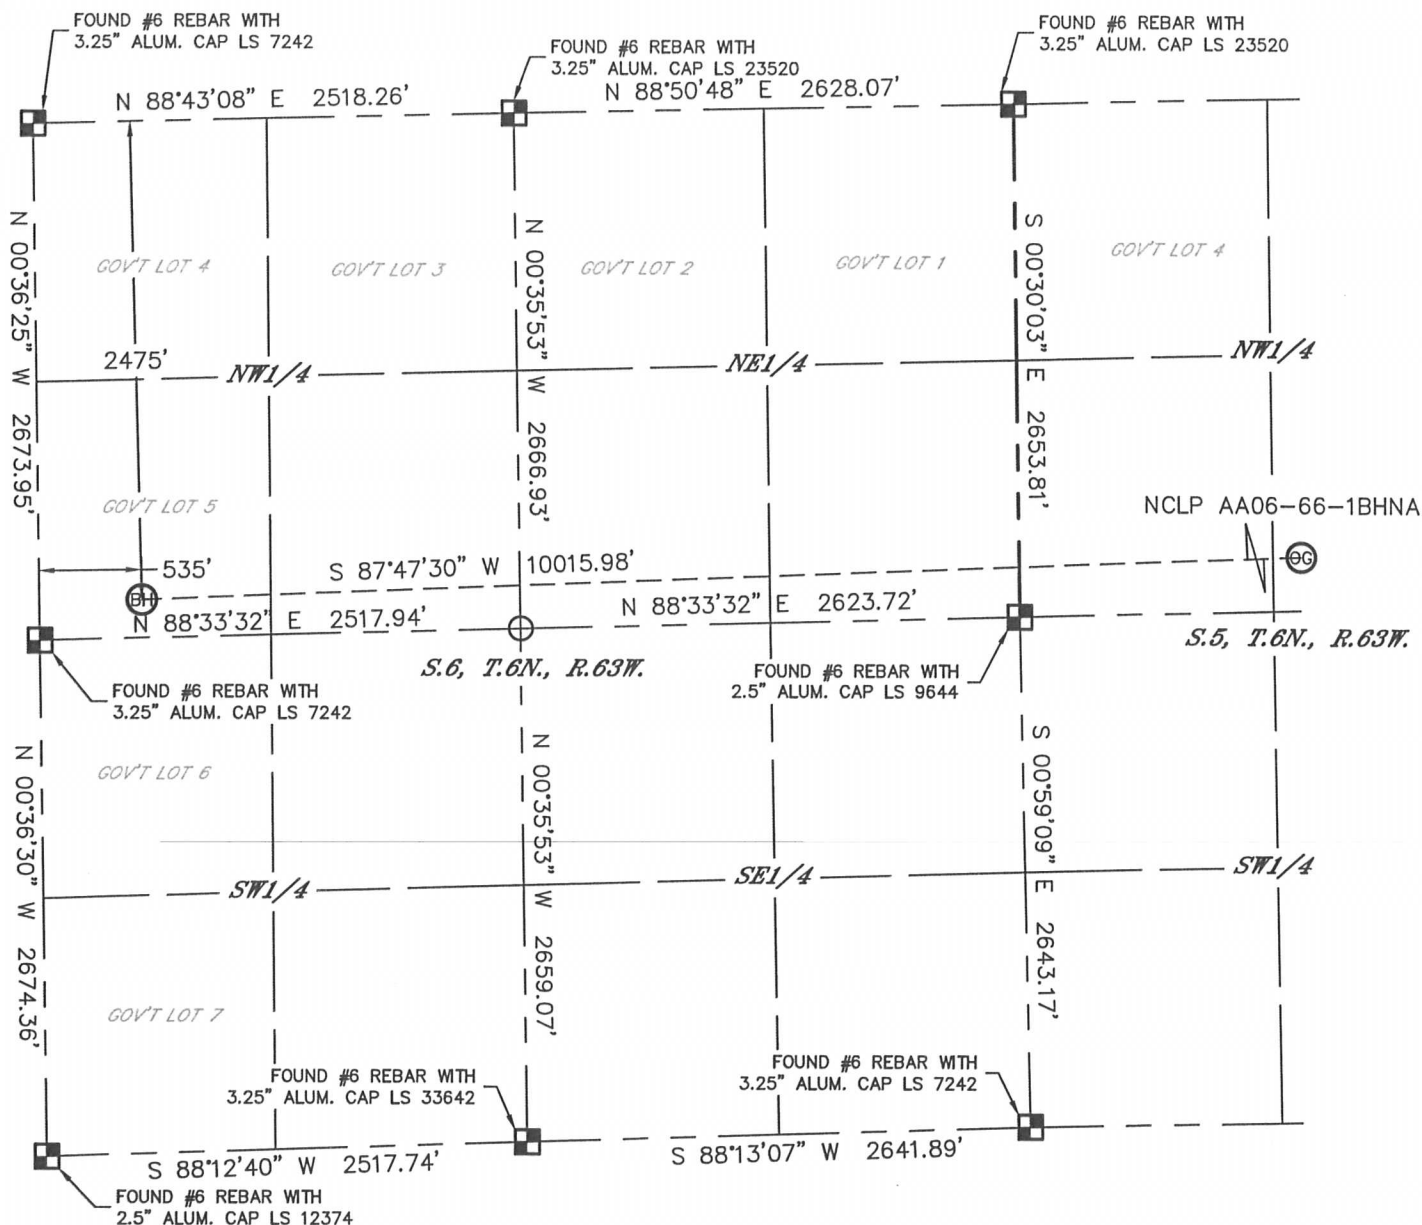 FOUND #6 REBAR WITH
3.25" ALUM. CAP LS 7242
FOUND #6 REBAR WITH
3.25" ALUM. CAP LS 23520
FOUND #6 REBAR WITH
3.25" ALUM. CAP LS 23520
N 88°43'08" E 2518.26'
N 88°50'48" E 2628.07'
N 00°36'25" W 2673.95'
N 00°35'53" W 2666.93'
S 00°30'03" E 2653.81'
GOV'T LOT 4
GOV'T LOT 3
GOV'T LOT 2
GOV'T LOT 1
GOV'T LOT 4
2475'
NW1/4
NE1/4
NW1/4
GOV'T LOT 5
NCLP AA06-66-1BHNA
535'
S 87°47'30" W 10015.98'
OG
BH
N 88°33'32" E 2517.94'
N 88°33'32" E 2623.72'
S.6, T.6N., R.63W.
S.5, T.6N., R.63W.
FOUND #6 REBAR WITH
2.5" ALUM. CAP LS 9644
FOUND #6 REBAR WITH
3.25" ALUM. CAP LS 7242
N 00°36'30" W 2674.36'
N 00°35'53" W 2659.07'
S 00°59'09" E 2643.17'
GOV'T LOT 6
SW1/4
SE1/4
SW1/4
GOV'T LOT 7
FOUND #6 REBAR WITH
3.25" ALUM. CAP LS 33642
FOUND #6 REBAR WITH
3.25" ALUM. CAP LS 7242
S 88°12'40" W 2517.74'
S 88°13'07" W 2641.89'
FOUND #6 REBAR WITH
2.5" ALUM. CAP LS 12374